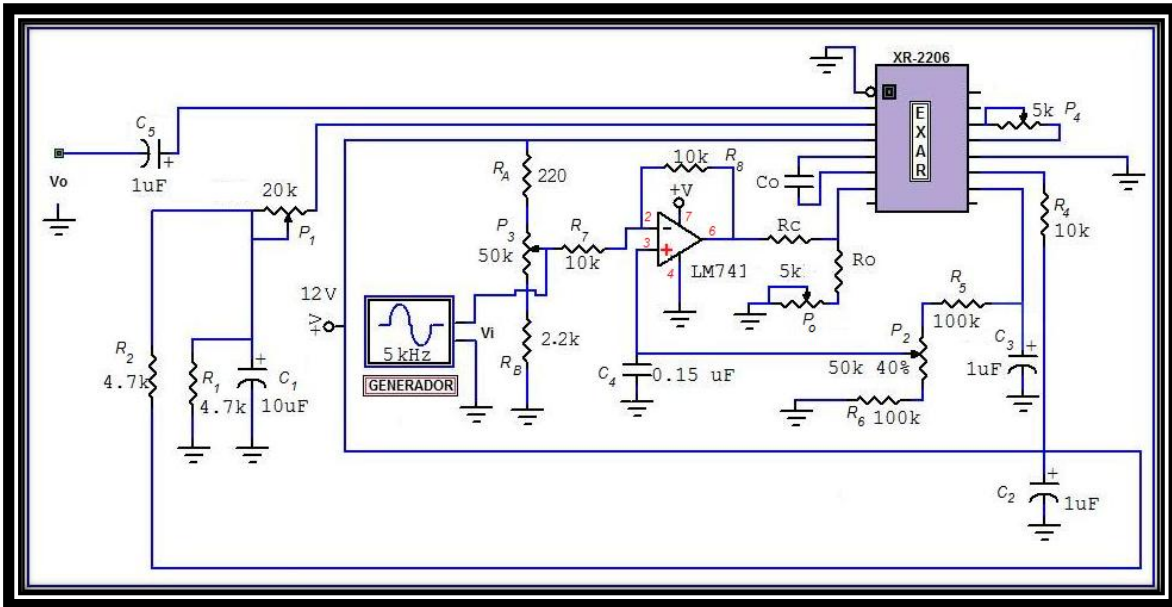 XR-2206
EXAR
5k P4
C5
1uF
Vo
20k
P1
RA 220
P3
50k
R7
10k
10k R8
+V
2
3
7
6
4
LM741
Co
Rc
Ro
5k
Po
R4
10k
R5
100k
12V
+V
5kHz
Vi
GENERADOR
2.2k
RB
C4 0.15 uF
P2
50k 40%
R6 100k
C3
1uF
R2
4.7k
R1
4.7k
C1
10uF
C2
1uF